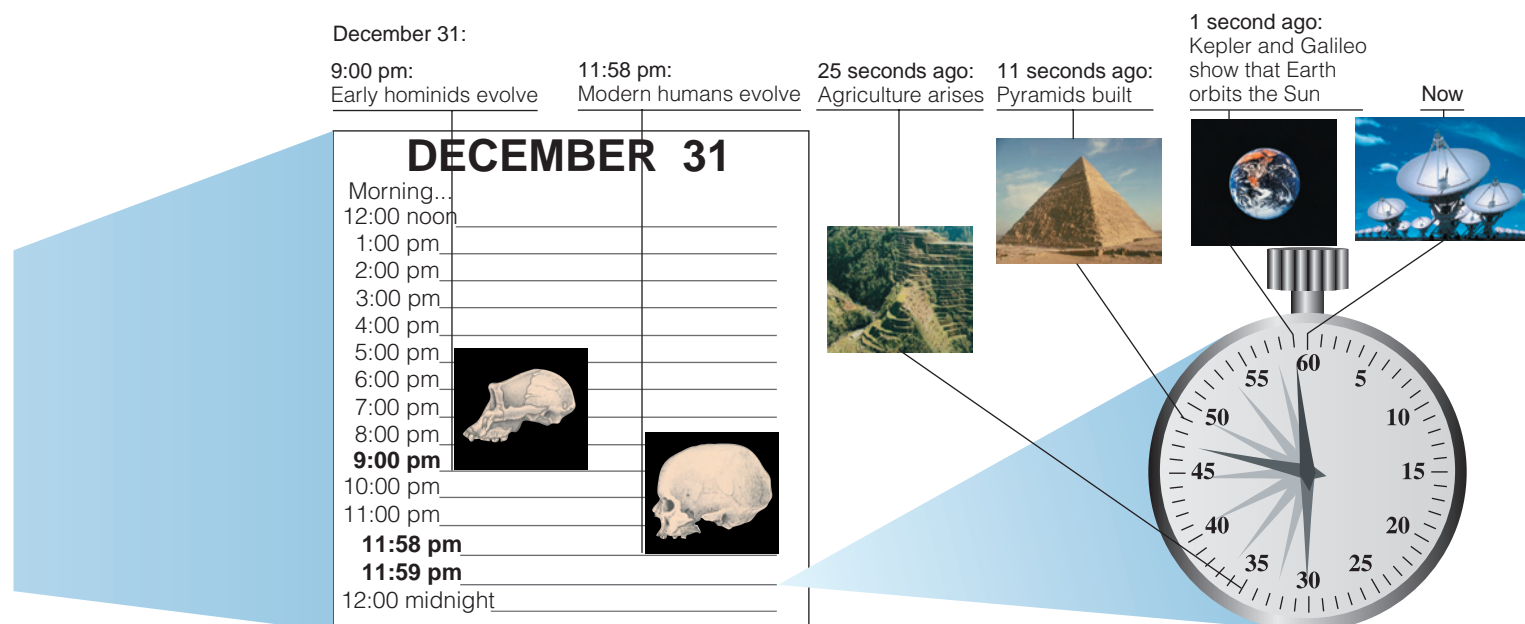 December 31:
9:00 pm:
Early hominids evolve
11:58 pm:
Modern humans evolve
25 seconds ago:
Agriculture arises
11 seconds ago:
Pyramids built
1 second ago:
Kepler and Galileo
show that Earth
orbits the Sun
Now
DECEMBER 31
Morning...
12:00 noon
1:00 pm
2:00 pm
3:00 pm
4:00 pm
5:00 pm
6:00 pm
7:00 pm
8:00 pm
9:00 pm
10:00 pm
11:00 pm
11:58 pm
11:59 pm
12:00 midnight
60
5
10
15
20
25
30
35
40
45
50
55